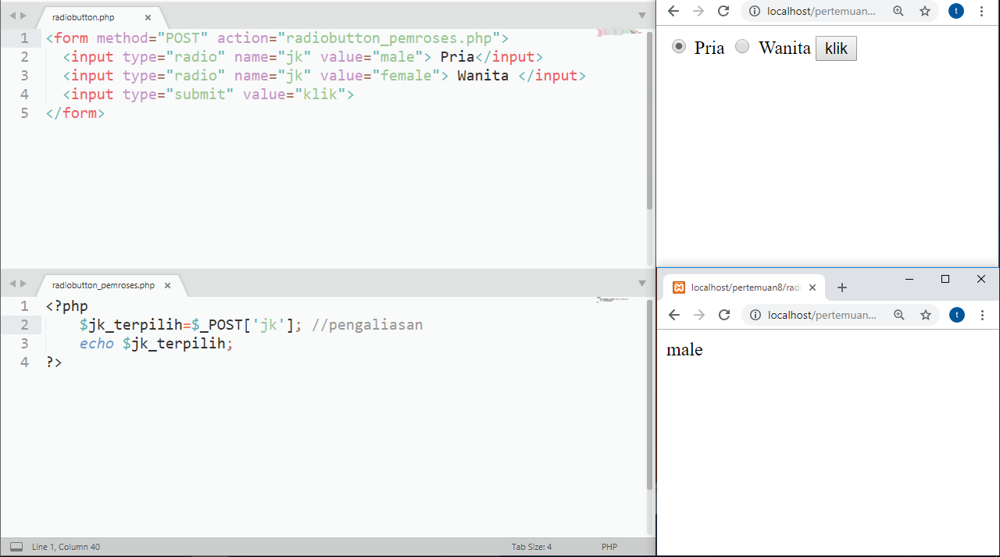 radiobutton.php ×
1 <form method="POST" action="radiobutton_pemroses.php">
2   <input type="radio" name="jk" value="male"> Pria</input>
3   <input type="radio" name="jk" value="female"> Wanita </input>
4   <input type="submit" value="klik">
5 </form>
radiobutton_pemroses.php ×
1 <?php
2     $jk_terpilih=$_POST['jk']; //pengaliasan
3     echo $jk_terpilih;
4 ?>
Line 1, Column 40 Tab Size: 4 PHP
localhost/pertemuan... t
Pria Wanita klik
localhost/pertemuan8/radi
localhost/pertemuan... t
male